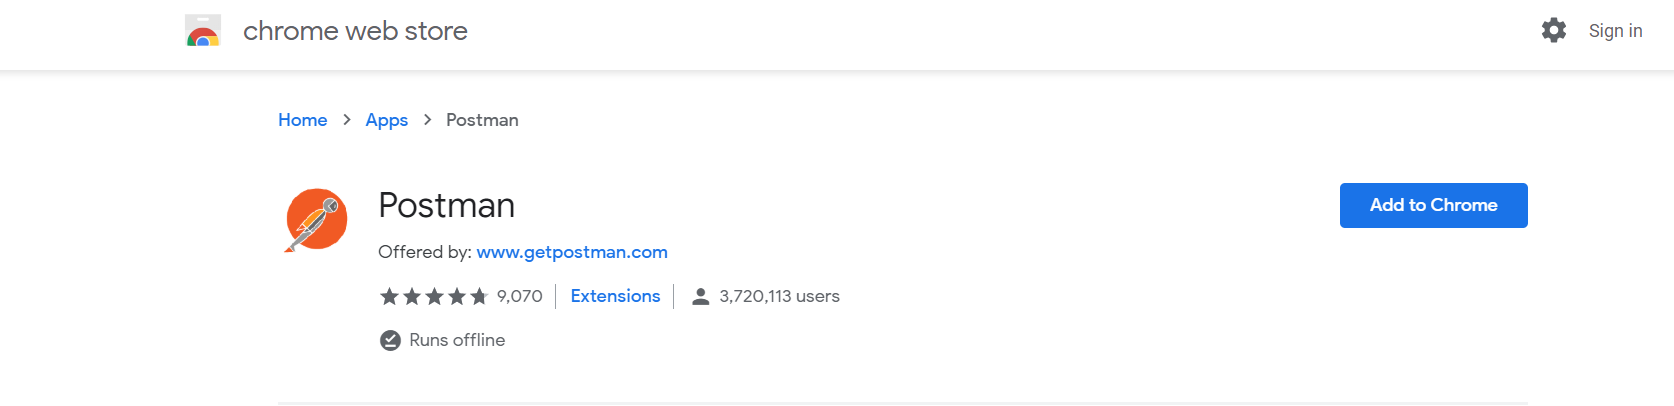 chrome web store
Sign in
Home > Apps > Postman
Postman
Add to Chrome
Offered by: www.getpostman.com
9,070 Extensions 3,720,113 users
Runs offline